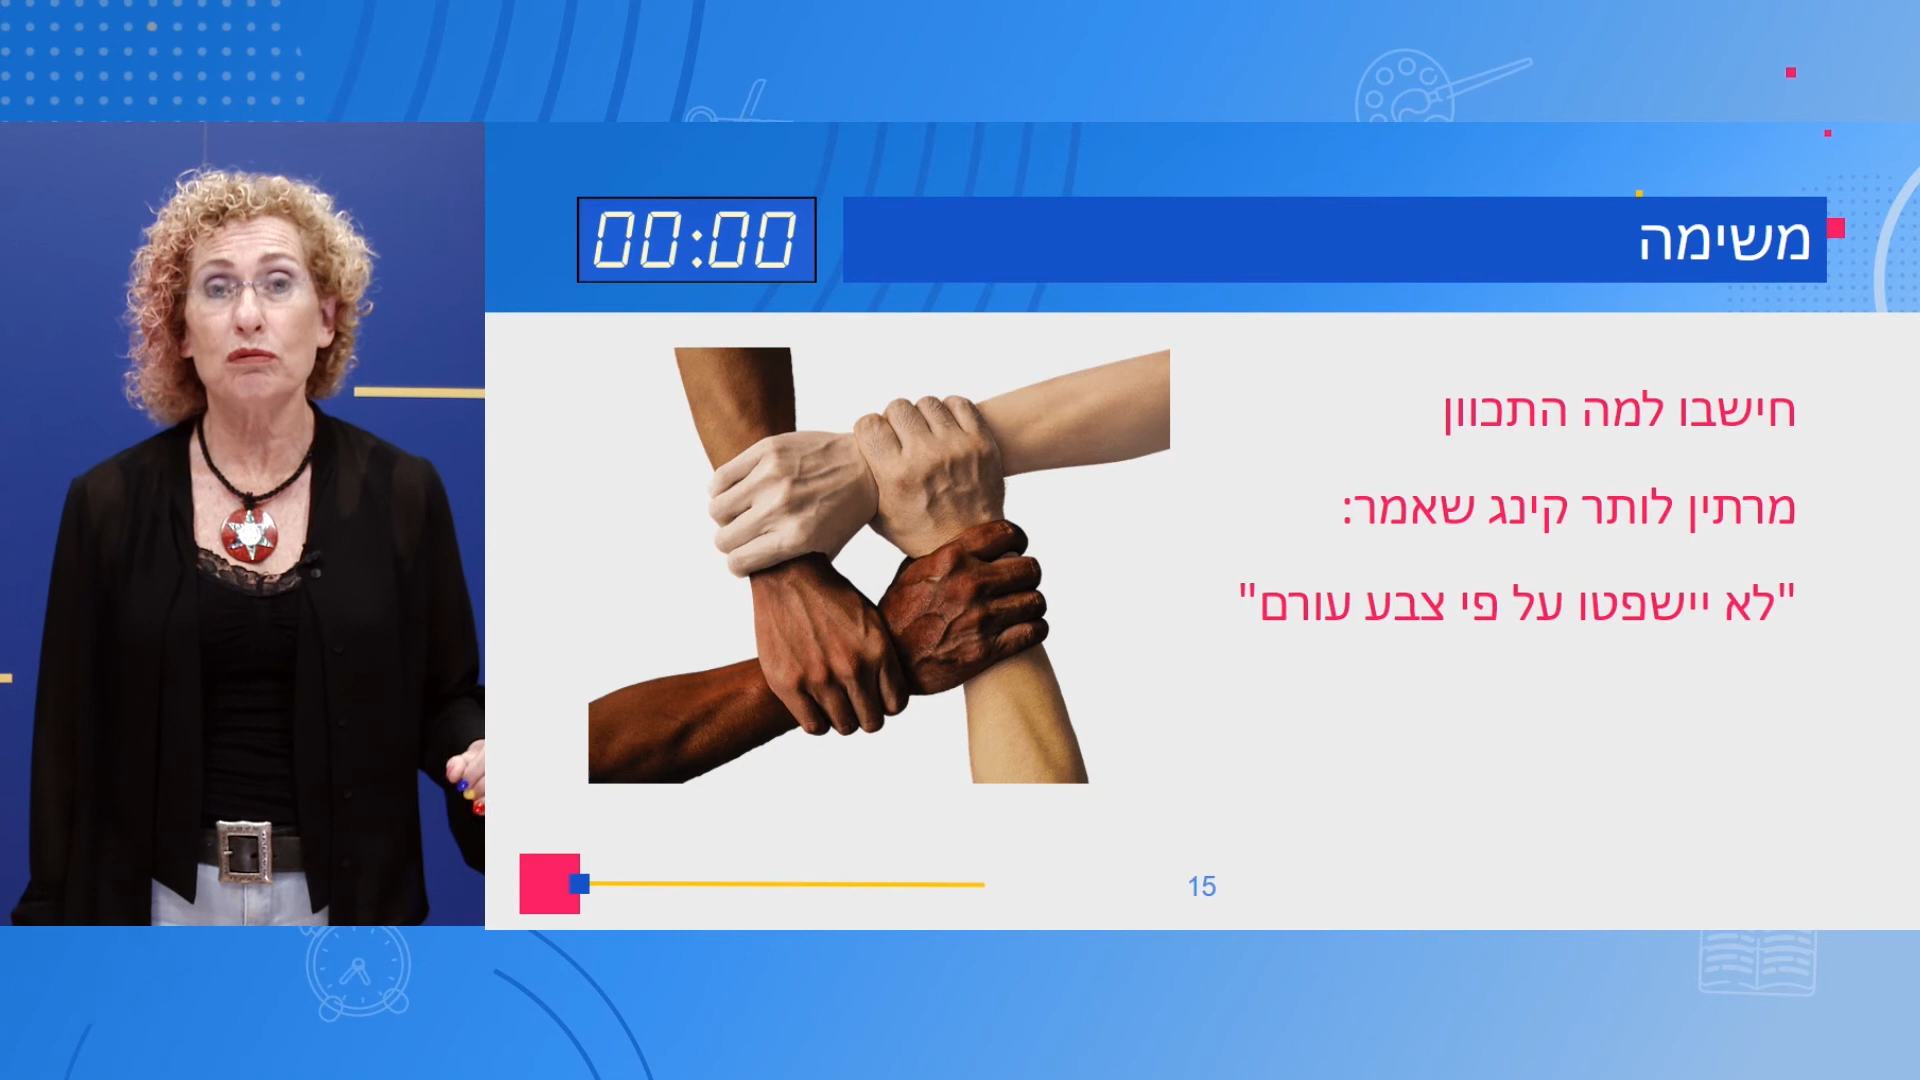 משימה
00:00
חישבו למה התכוון
מרתין לותר קינג שאמר:
"לא יישפטו על פי צבע עורם"
15